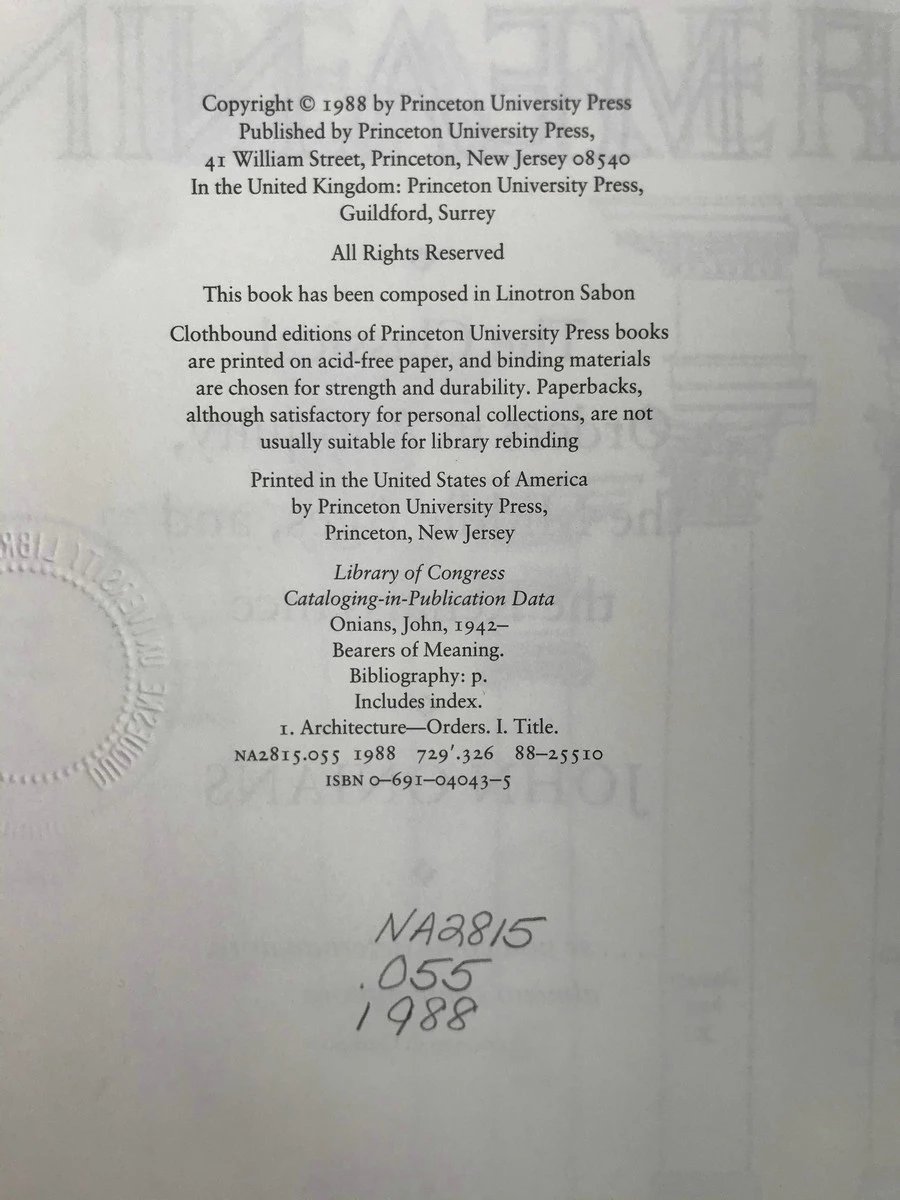 Copyright © 1988 by Princeton University Press
Published by Princeton University Press,
41 William Street, Princeton, New Jersey 08540
In the United Kingdom: Princeton University Press,
Guildford, Surrey
All Rights Reserved
This book has been composed in Linotron Sabon
Clothbound editions of Princeton University Press books
are printed on acid-free paper, and binding materials
are chosen for strength and durability. Paperbacks,
although satisfactory for personal collections, are not
usually suitable for library rebinding
Printed in the United States of America
by Princeton University Press,
Princeton, New Jersey
Library of Congress
Cataloging-in-Publication Data
Onians, John, 1942–
Bearers of Meaning.
Bibliography: p.
Includes index.
1. Architecture—Orders. I. Title.
NA2815.O55 1988 729′.326 88–25510
ISBN 0–691–04043–5
NA2815
.O55
1988